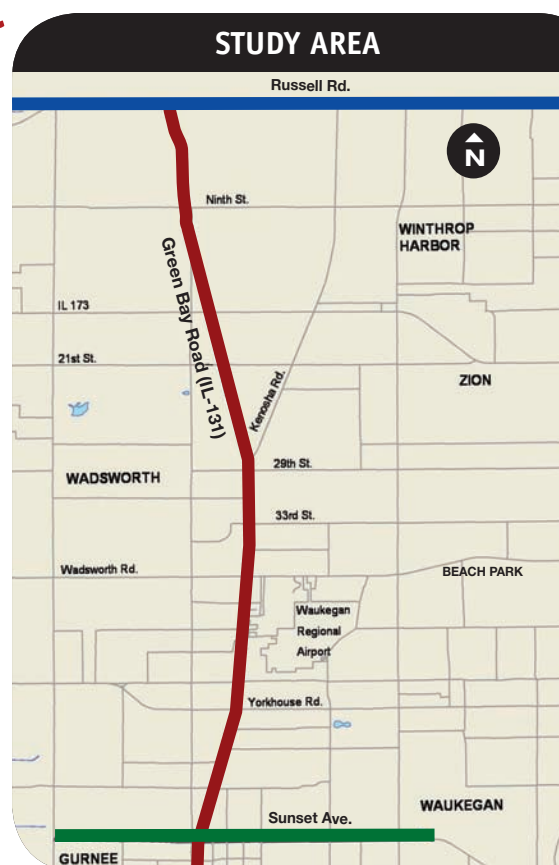 STUDY AREA
Russell Rd.
N
Ninth St.
WINTHROP
HARBOR
Green Bay Road (IL-131)
IL 173
21st St.
ZION
Kenosha Rd.
29th St.
WADSWORTH
33rd St.
Wadsworth Rd.
BEACH PARK
Waukegan
Regional
Airport
Yorkhouse Rd.
WAUKEGAN
Sunset Ave.
GURNEE